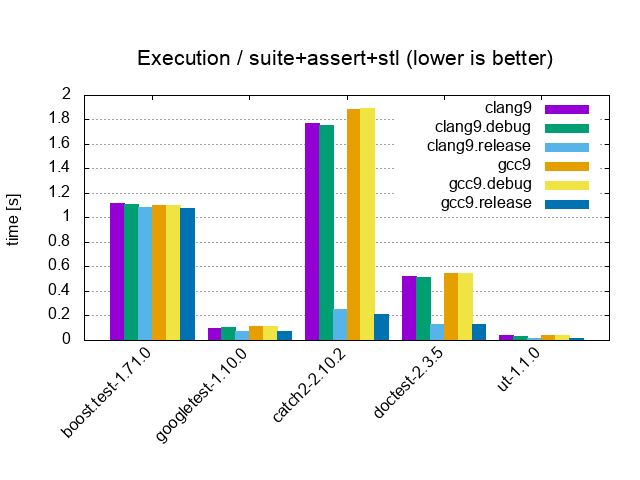 Execution / suite+assert+stl (lower is better)
2
1.8
1.6
1.4
1.2
1
0.8
0.6
0.4
0.2
0
time [s]
clang9
clang9.debug
clang9.release
gcc9
gcc9.debug
gcc9.release
boost.test-1.71.0
googletest-1.10.0
catch2-2.10.2
doctest-2.3.5
ut-1.1.0